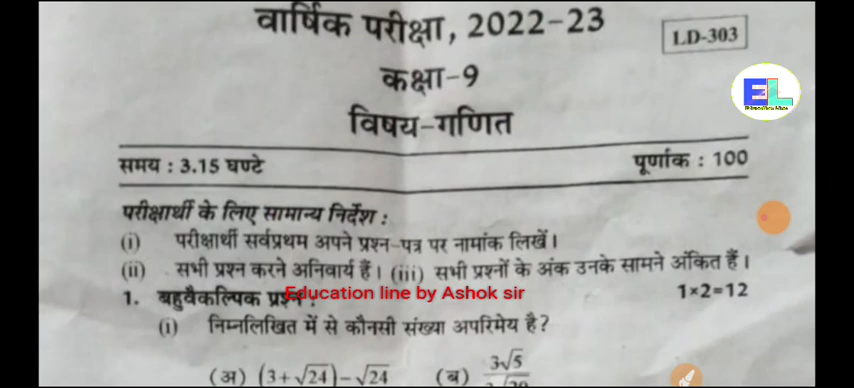 वार्षिक परीक्षा, 2022-23
LD-303
कक्षा-9
EL
विषय-गणित
समय : 3.15 घण्टे
पूर्णांक : 100
परीक्षार्थी के लिए सामान्य निर्देश :
(i) परीक्षार्थी सर्वप्रथम अपने प्रश्न-पत्र पर नामांक लिखें।
(ii) सभी प्रश्न करने अनिवार्य हैं। (iii) सभी प्रश्नों के अंक उनके सामने अंकित हैं।
1. बहुवैकल्पिक प्रश्न :
Education line by Ashok sir
1×2=12
(i) निम्नलिखित में से कौनसी संख्या अपरिमेय है?
(अ) (3+√24)-√24 (ब) 3√5